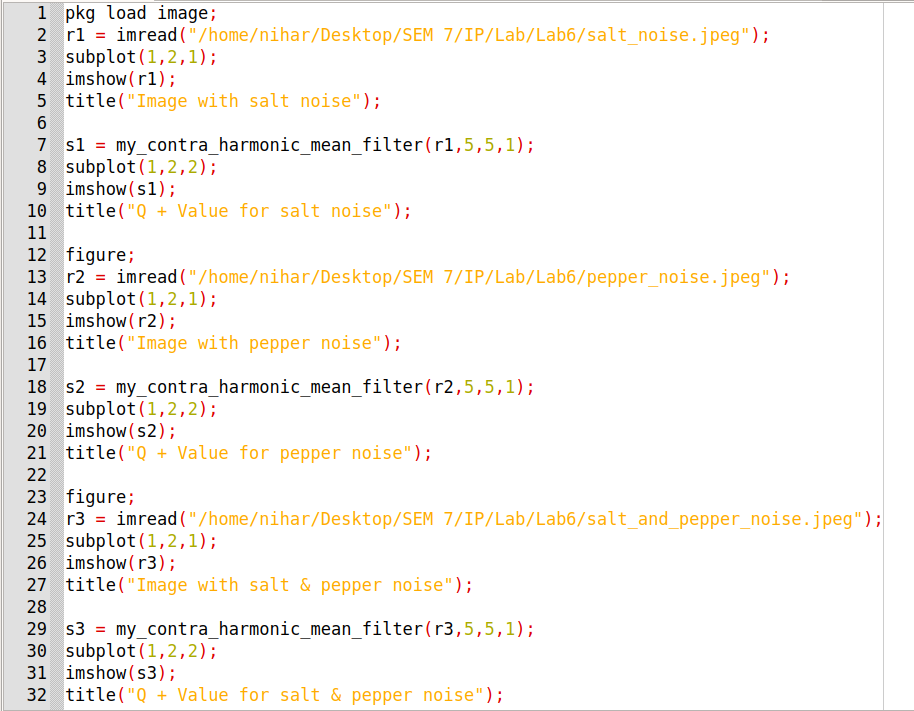 1 pkg load image;
2 r1 = imread("/home/nihar/Desktop/SEM 7/IP/Lab/Lab6/salt_noise.jpeg");
3 subplot(1,2,1);
4 imshow(r1);
5 title("Image with salt noise");
6
7 s1 = my_contra_harmonic_mean_filter(r1,5,5,1);
8 subplot(1,2,2);
9 imshow(s1);
10 title("Q + Value for salt noise");
11
12 figure;
13 r2 = imread("/home/nihar/Desktop/SEM 7/IP/Lab/Lab6/pepper_noise.jpeg");
14 subplot(1,2,1);
15 imshow(r2);
16 title("Image with pepper noise");
17
18 s2 = my_contra_harmonic_mean_filter(r2,5,5,1);
19 subplot(1,2,2);
20 imshow(s2);
21 title("Q + Value for pepper noise");
22
23 figure;
24 r3 = imread("/home/nihar/Desktop/SEM 7/IP/Lab/Lab6/salt_and_pepper_noise.jpeg");
25 subplot(1,2,1);
26 imshow(r3);
27 title("Image with salt & pepper noise");
28
29 s3 = my_contra_harmonic_mean_filter(r3,5,5,1);
30 subplot(1,2,2);
31 imshow(s3);
32 title("Q + Value for salt & pepper noise");